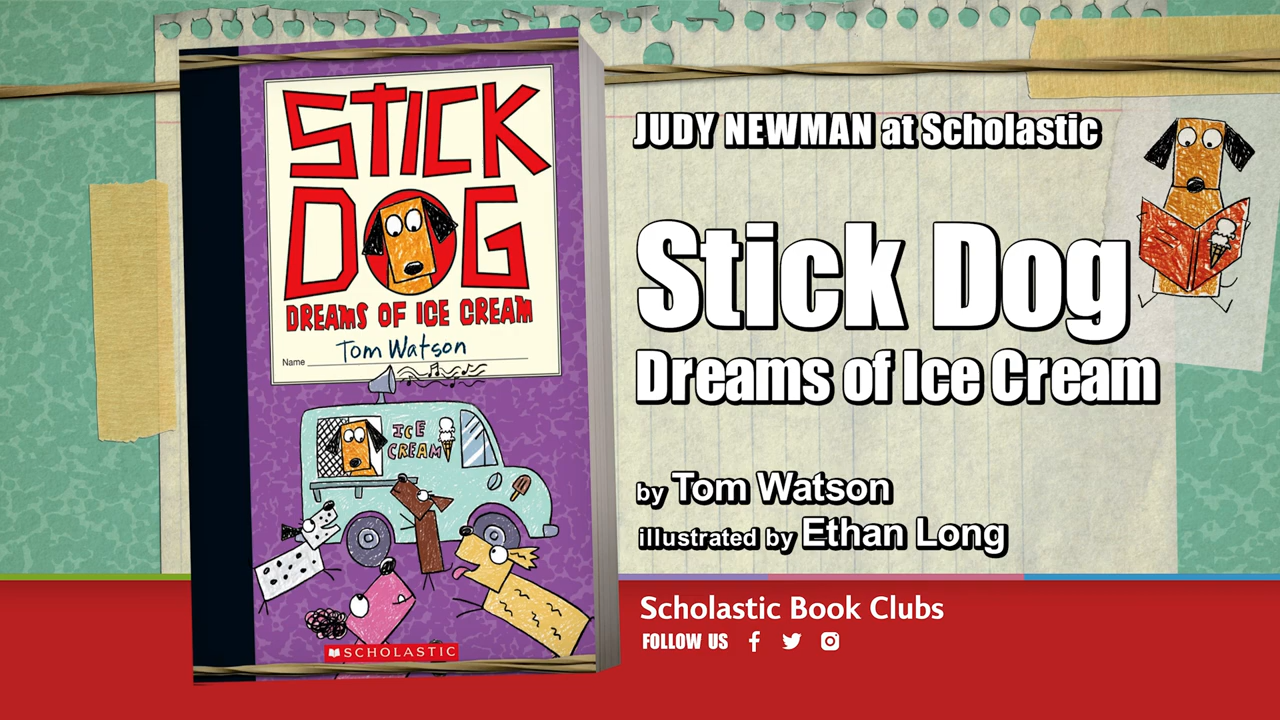 STICK
DOG
DREAMS OF ICE CREAM
Name Tom Watson
ICE
CREAM
SCHOLASTIC
JUDY NEWMAN at Scholastic
Stick Dog
Dreams of Ice Cream
by Tom Watson
illustrated by Ethan Long
Scholastic Book Clubs
FOLLOW US